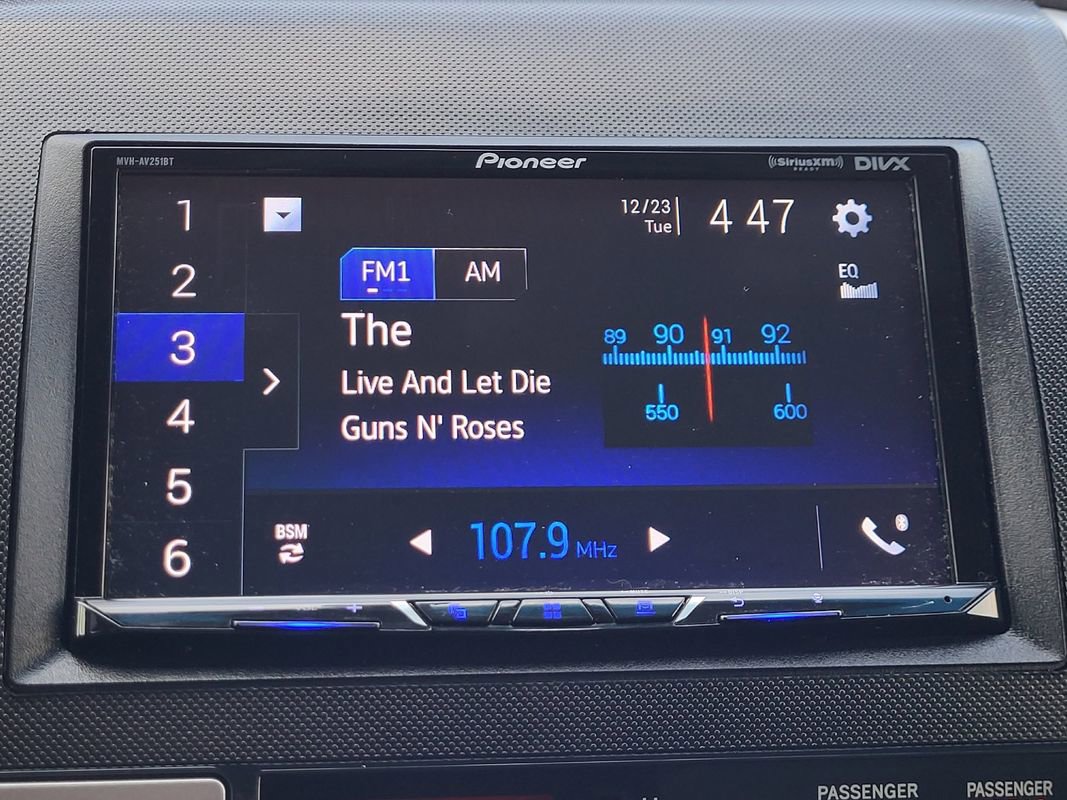 MVH-AV251BT
Pioneer
((SiriusXM))
READY
DIVX
1
2
3
4
5
6
12/23
Tue
4 47
FM1
AM
EQ
The
Live And Let Die
Guns N' Roses
89 90 91 92
550 600
BSM
107.9 MHz
+
PASSENGER
PASSENGER